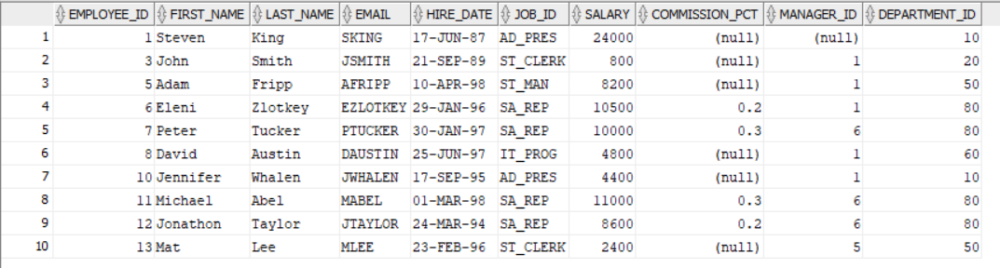 EMPLOYEE_ID FIRST_NAME LAST_NAME EMAIL HIRE_DATE JOB_ID SALARY COMMISSION_PCT MANAGER_ID DEPARTMENT_ID
1 1 Steven King SKING 17-JUN-87 AD_PRES 24000 (null) (null) 10
2 3 John Smith JSMITH 21-SEP-89 ST_CLERK 800 (null) 1 20
3 5 Adam Fripp AFRIPP 10-APR-98 ST_MAN 8200 (null) 1 50
4 6 Eleni Zlotkey EZLOTKEY 29-JAN-96 SA_REP 10500 0.2 1 80
5 7 Peter Tucker PTUCKER 30-JAN-97 SA_REP 10000 0.3 6 80
6 8 David Austin DAUSTIN 25-JUN-97 IT_PROG 4800 (null) 1 60
7 10 Jennifer Whalen JWHALEN 17-SEP-95 AD_PRES 4400 (null) 1 10
8 11 Michael Abel MABEL 01-MAR-98 SA_REP 11000 0.3 6 80
9 12 Jonathon Taylor JTAYLOR 24-MAR-94 SA_REP 8600 0.2 6 80
10 13 Mat Lee MLEE 23-FEB-96 ST_CLERK 2400 (null) 5 50